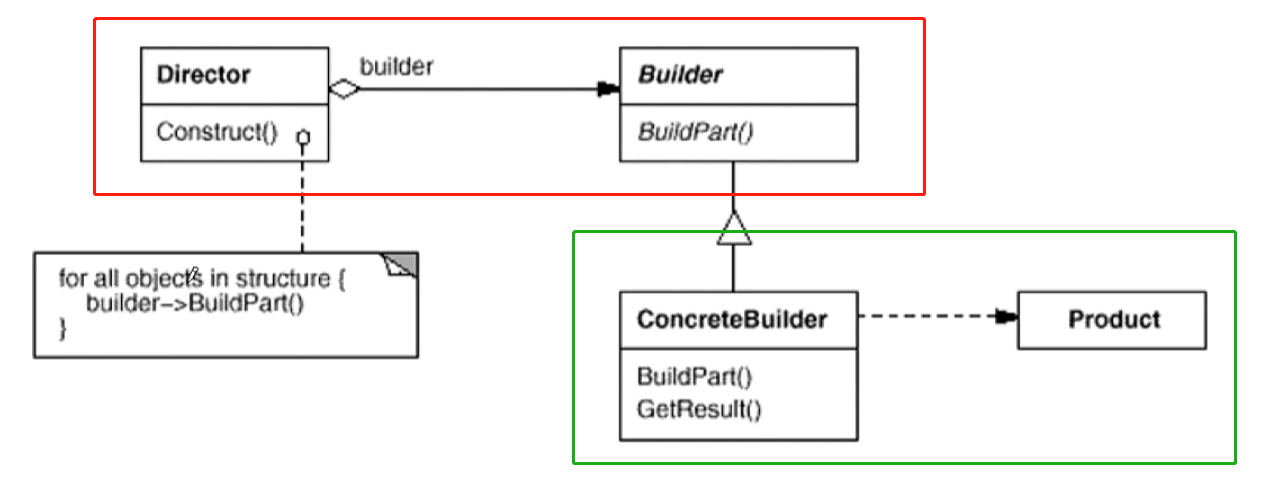 Director
builder
Builder
Construct()
BuildPart()
for all objects in structure {
builder->BuildPart()
}
ConcreteBuilder
Product
BuildPart()
GetResult()